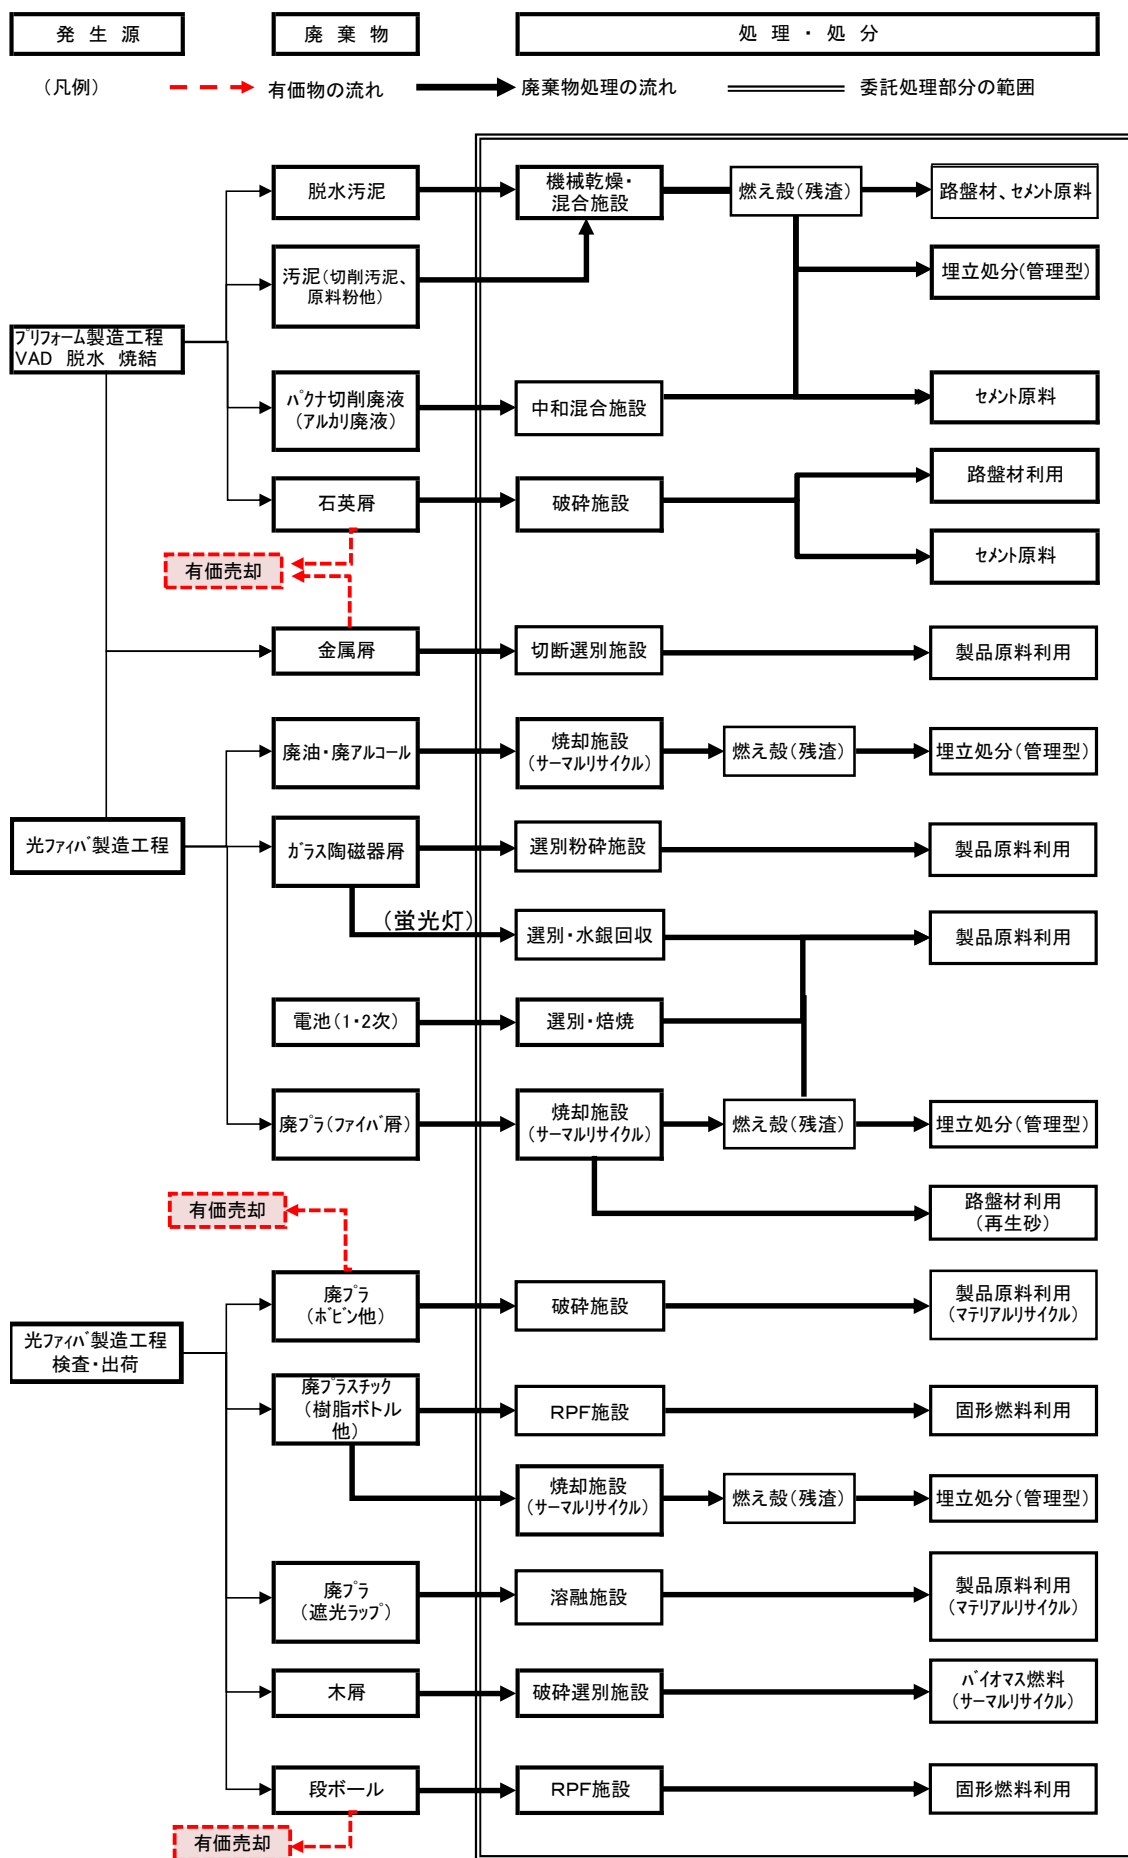 発 生 源
廃 棄 物
処 理 ・ 処 分
(凡例)
有価物の流れ
廃棄物処理の流れ
委託処理部分の範囲
脱水汚泥
機械乾燥・
混合施設
燃え殻(残渣)
路盤材、セメント原料
汚泥(切削汚泥、
原料粉他)
埋立処分(管理型)
プリフォーム製造工程
VAD 脱水 焼結
パクナ切削廃液
(アルカリ廃液)
中和混合施設
セメント原料
石英屑
破砕施設
路盤材利用
セメント原料
有価売却
金属屑
切断選別施設
製品原料利用
廃油・廃アルコール
焼却施設
(サーマルリサイクル)
燃え殻(残渣)
埋立処分(管理型)
光ファイバ製造工程
ガラス陶磁器屑
選別粉砕施設
製品原料利用
(蛍光灯)
選別・水銀回収
製品原料利用
電池(1・2次)
選別・焙焼
廃プラ(ファイバ屑)
焼却施設
(サーマルリサイクル)
燃え殻(残渣)
埋立処分(管理型)
路盤材利用
(再生砂)
有価売却
廃プラ
(ボビン他)
破砕施設
製品原料利用
(マテリアルリサイクル)
光ファイバ製造工程
検査・出荷
廃プラスチック
(樹脂ボトル
他)
RPF施設
固形燃料利用
焼却施設
(サーマルリサイクル)
燃え殻(残渣)
埋立処分(管理型)
廃プラ
(遮光ラップ)
溶融施設
製品原料利用
(マテリアルリサイクル)
木屑
破砕選別施設
バイオマス燃料
(サーマルリサイクル)
段ボール
RPF施設
固形燃料利用
有価売却